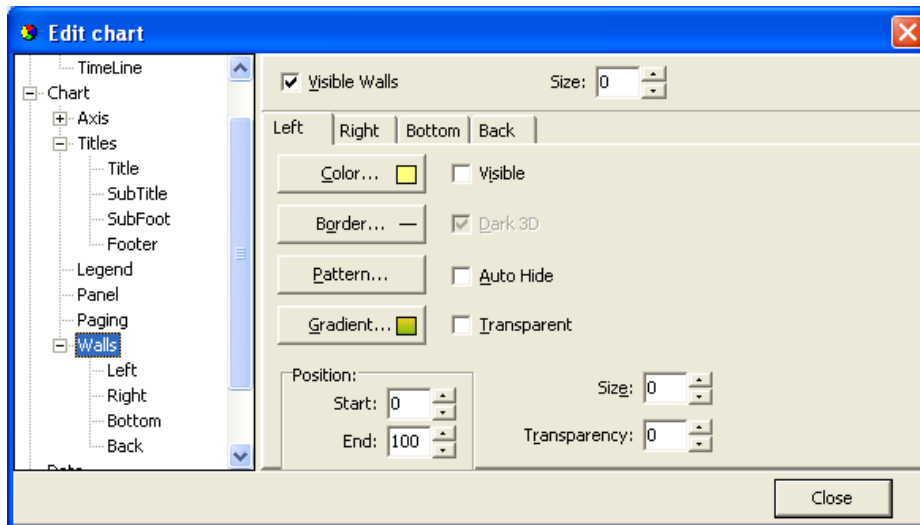 Edit chart
TimeLine
Chart
Axis
Titles
Title
SubTitle
SubFoot
Footer
Legend
Panel
Paging
Walls
Left
Right
Bottom
Back
Visible Walls Size: 0
Left Right Bottom Back
Color... Visible
Border... Dark 3D
Pattern... Auto Hide
Gradient... Transparent
Position:
Start: 0
End: 100
Size: 0
Transparency: 0
Close